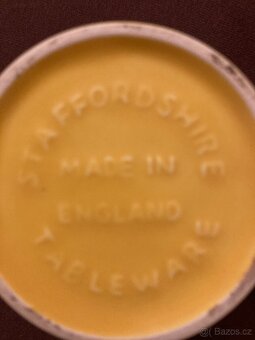 STAFFORDSHIRE
MADE IN
ENGLAND
TABLEWARE
(c) Bazos.cz